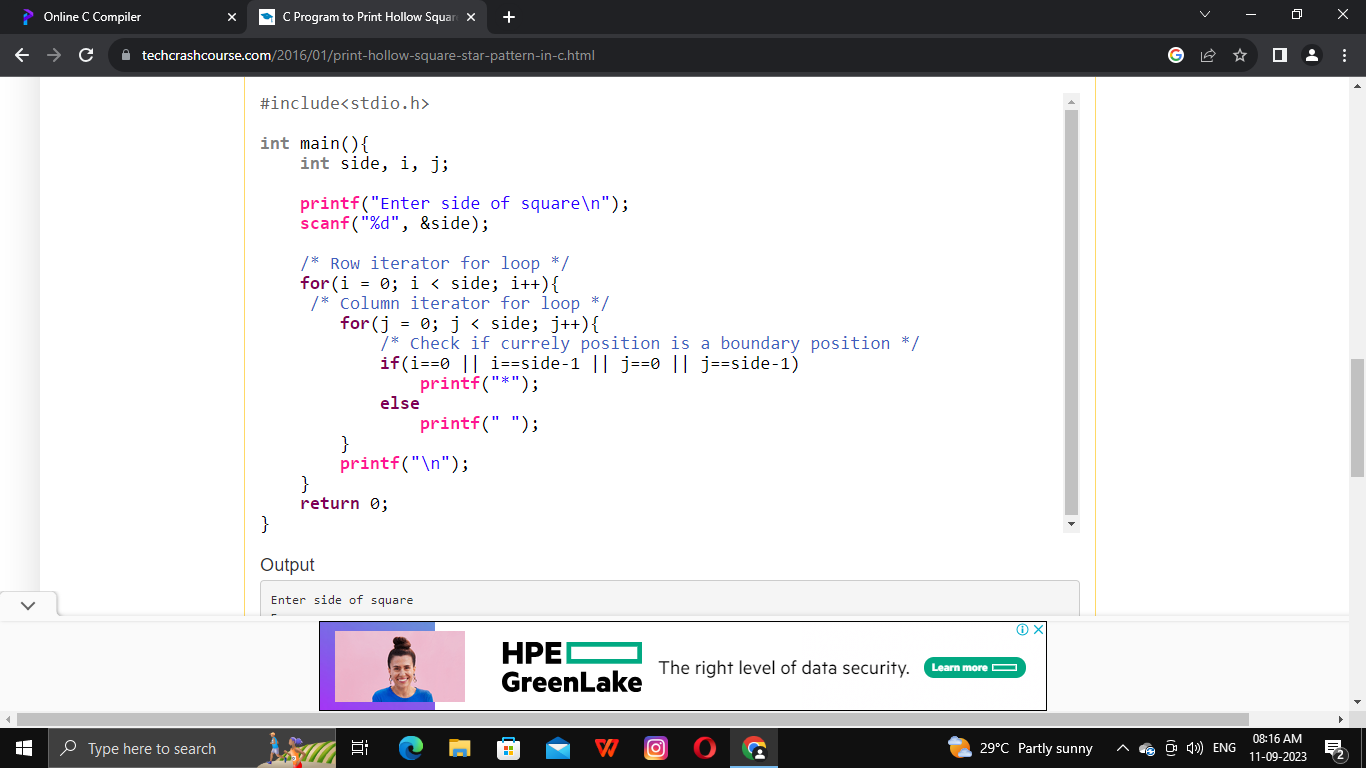 Online C Compiler
C Program to Print Hollow Squar
techcrashcourse.com/2016/01/print-hollow-square-star-pattern-in-c.html
#include<stdio.h>
int main(){
int side, i, j;
printf("Enter side of square\n");
scanf("%d", &side);
/* Row iterator for loop */
for(i = 0; i < side; i++){
/* Column iterator for loop */
for(j = 0; j < side; j++){
/* Check if currely position is a boundary position */
if(i==0 || i==side-1 || j==0 || j==side-1)
printf("*");
else
printf(" ");
}
printf("\n");
}
return 0;
}
Output
Enter side of square
HPE
GreenLake
The right level of data security.
Learn more
Type here to search
29°C Partly sunny
ENG
08:16 AM
11-09-2023
2